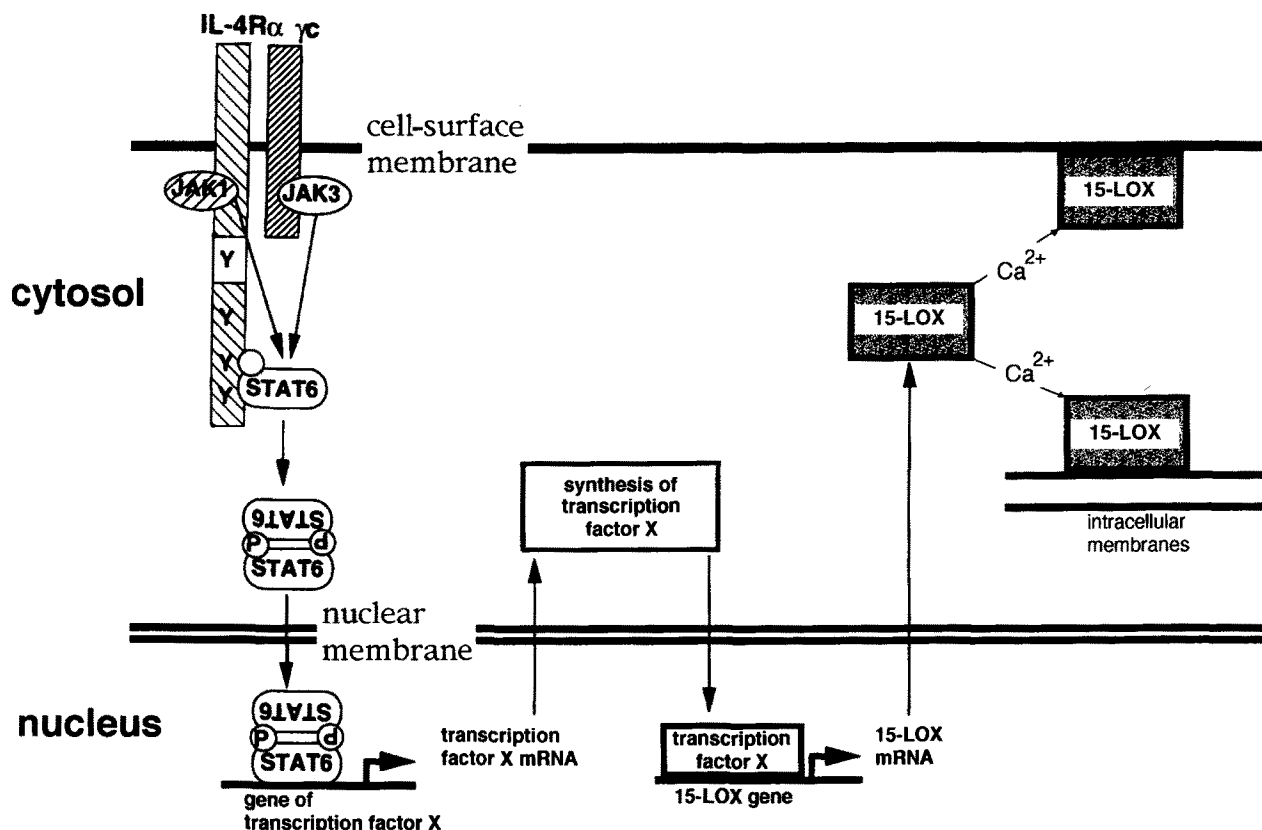 IL-4Rα γc
cell-surface
membrane
JAK1
JAK3
15-LOX
Y
cytosol
Ca2+
Y
15-LOX
Y
Ca2+
STAT6
Y
15-LOX
synthesis of
transcription
factor X
intracellular
membranes
STAT6
P P
STAT6
nuclear
membrane
nucleus
STAT6
P P
STAT6
transcription
factor X mRNA
transcription
factor X
15-LOX
mRNA
gene of
transcription factor X
15-LOX gene